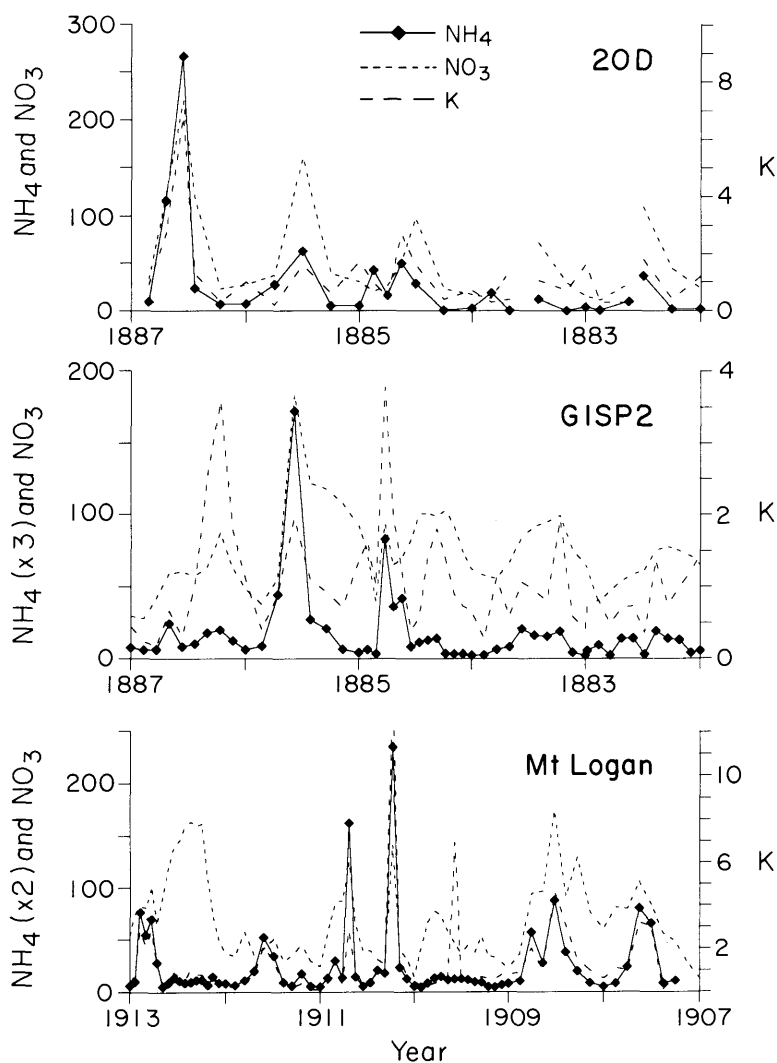 300
200
100
0
NH4 and NO3
NH4
NO3
K
20D
8
4
0
K
1887
1885
1883
200
100
0
NH4 (x3) and NO3
GISP2
4
2
0
K
1887
1885
1883
200
100
50
0
NH4 (x2) and NO3
Mt Logan
10
6
2
K
1913
1911
1909
1907
Year